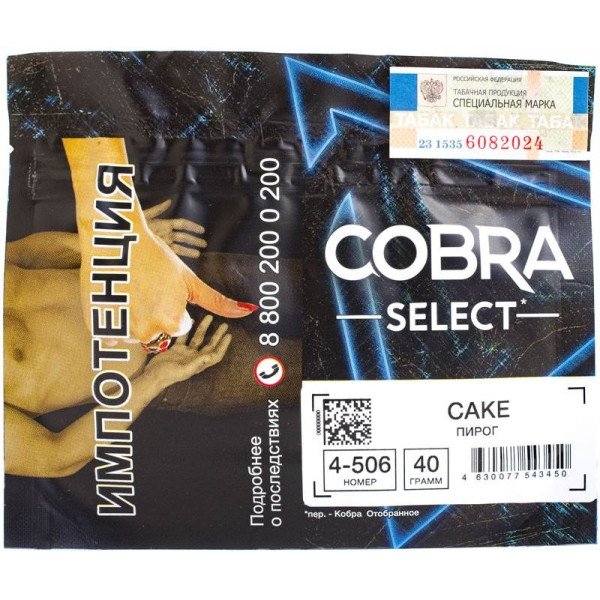 РОССИЙСКАЯ ФЕДЕРАЦИЯ
ТАБАЧНАЯ ПРОДУКЦИЯ
СПЕЦИАЛЬНАЯ МАРКА
ТАБАК ТАБАК ТАБАК
23 1535 6082024
ИМПОТЕНЦИЯ
Подробнее
о последствиях
8 800 200 0 200
COBRA
SELECT*
CAKE
ПИРОГ
4-506
НОМЕР
40
ГРАММ
4 630077 543450
*пер. - Кобра Отобранное